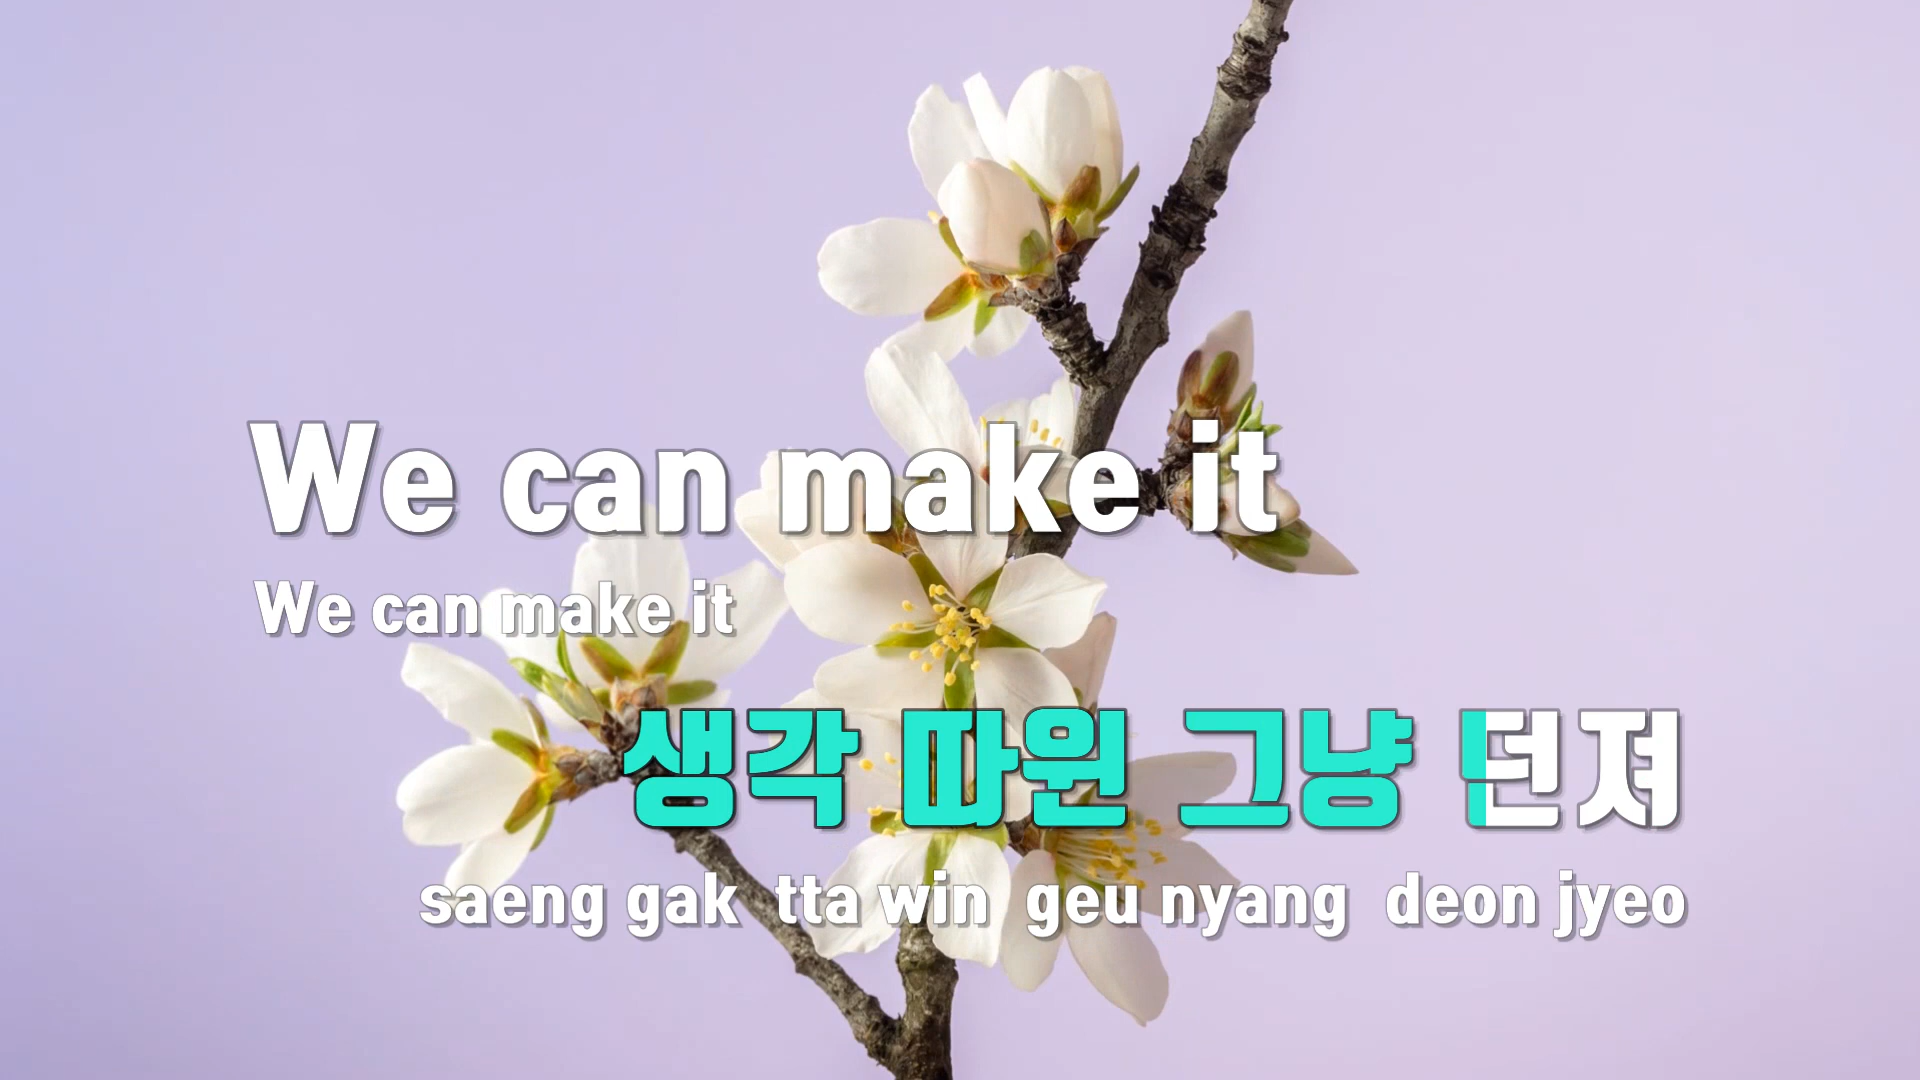 We can make it
We can make it
생각 따윈 그냥 던져
saeng gak tta win geu nyang deon jyeo